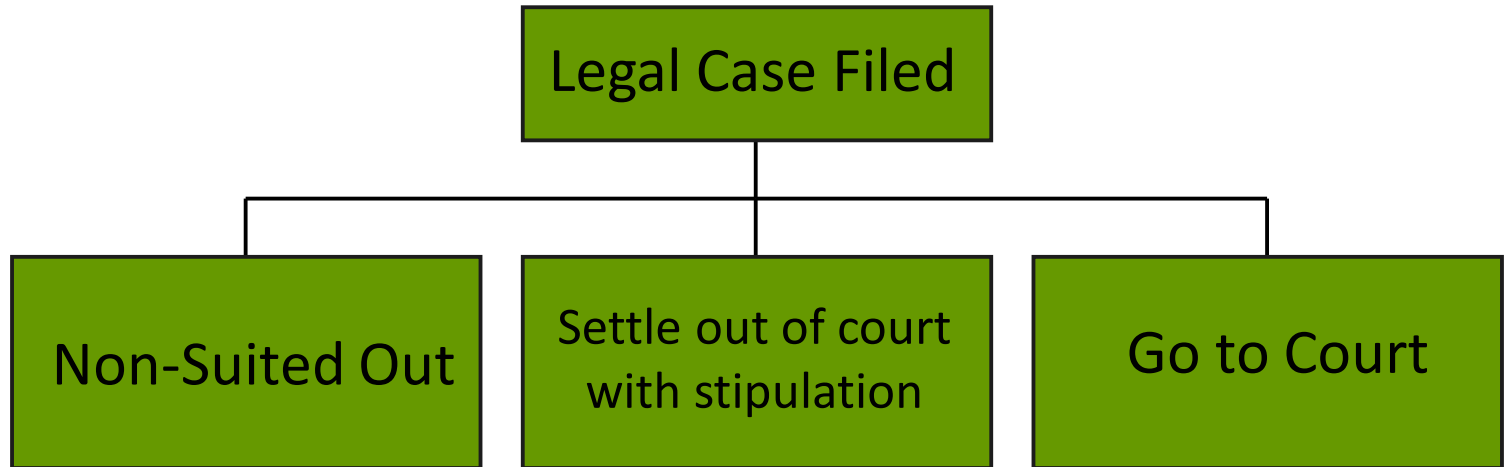 Legal Case Filed
Non-Suited Out
Settle out of court
with stipulation
Go to Court